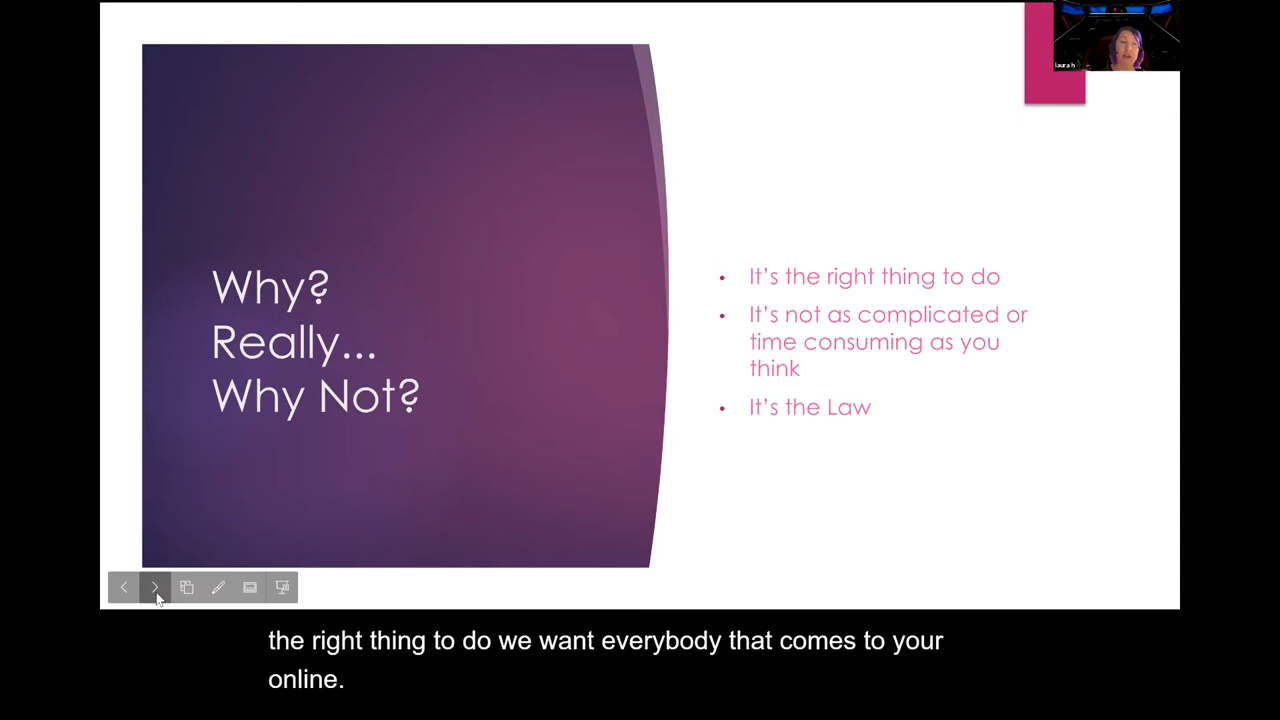 laura h
Why?
Really...
Why Not?
• It's the right thing to do
• It's not as complicated or
time consuming as you
think
• It's the Law
the right thing to do we want everybody that comes to your
online.